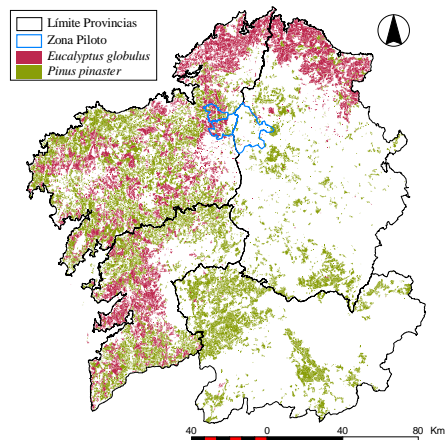 Límite Provincias
Zona Piloto
Eucalyptus globulus
Pinus pinaster
40 0 40 80 Km